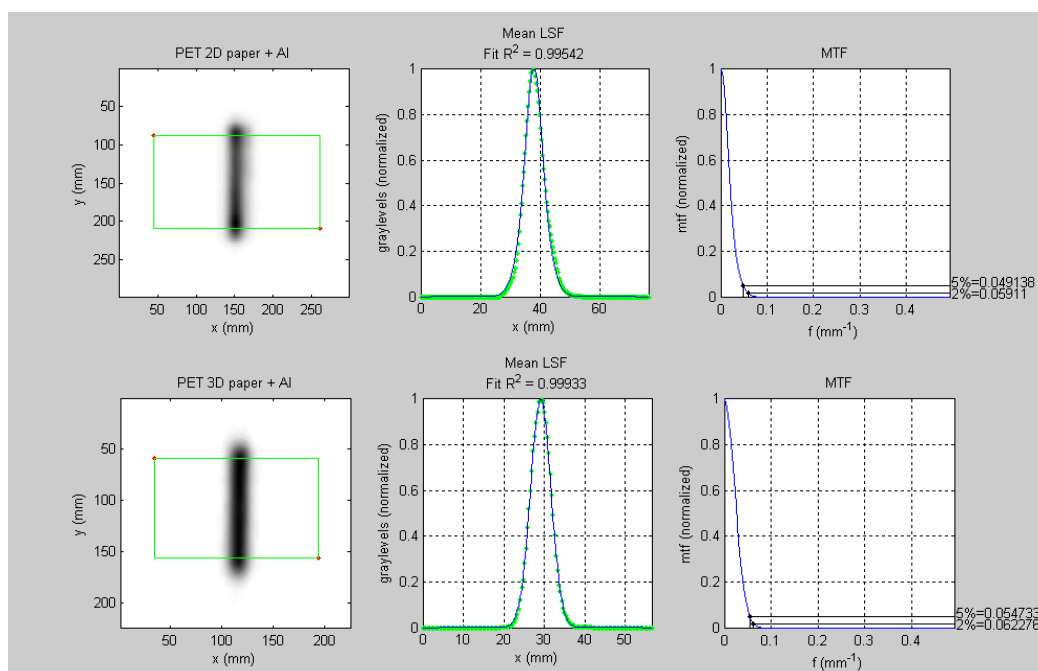 PET 2D paper + Al
50
100
150
200
250
y (mm)
50 100 150 200 250
x (mm)
Mean LSF
Fit R² = 0.99542
1
0.8
0.6
0.4
0.2
0
graylevels (normalized)
0 20 40 60
x (mm)
MTF
1
0.8
0.6
0.4
0.2
0
mtf (normalized)
5%=0.049138
2%=0.05911
0 0.1 0.2 0.3 0.4
f (mm⁻¹)
PET 3D paper + Al
50
100
150
200
y (mm)
50 100 150 200
x (mm)
Mean LSF
Fit R² = 0.99933
1
0.8
0.6
0.4
0.2
0
graylevels (normalized)
0 10 20 30 40 50
x (mm)
MTF
1
0.8
0.6
0.4
0.2
0
mtf (normalized)
5%=0.054733
2%=0.062276
0 0.1 0.2 0.3 0.4
f (mm⁻¹)